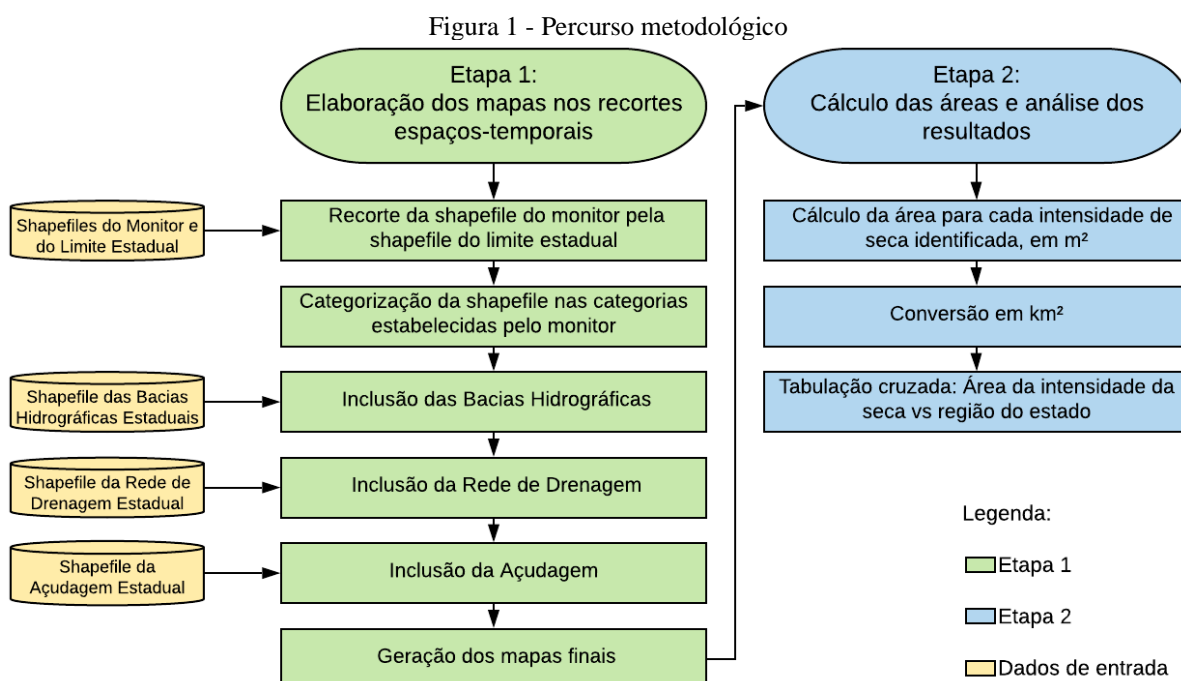 Figura 1 - Percurso metodológico
Etapa 1:
Elaboração dos mapas nos recortes
espaços-temporais
Shapefiles do Monitor e
do Limite Estadual
Recorte da shapefile do monitor pela
shapefile do limite estadual
Categorização da shapefile nas categorias
estabelecidas pelo monitor
Shapefile das Bacias
Hidrográficas Estaduais
Inclusão das Bacias Hidrográficas
Shapefile da Rede de
Drenagem Estadual
Inclusão da Rede de Drenagem
Shapefile da
Açudagem Estadual
Inclusão da Açudagem
Geração dos mapas finais
Etapa 2:
Cálculo das áreas e análise dos
resultados
Cálculo da área para cada intensidade de
seca identificada, em m²
Conversão em km²
Tabulação cruzada: Área da intensidade da
seca vs região do estado
Legenda:
Etapa 1
Etapa 2
Dados de entrada